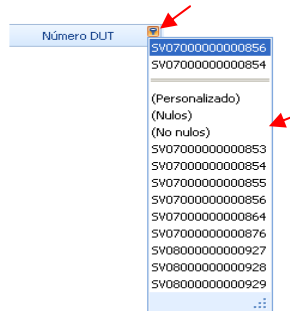 Número DUT
SV07000000000856
SV07000000000854
(Personalizado)
(Nulos)
(No nulos)
SV07000000000853
SV07000000000854
SV07000000000855
SV07000000000856
SV07000000000864
SV07000000000876
SV08000000000927
SV08000000000928
SV08000000000929